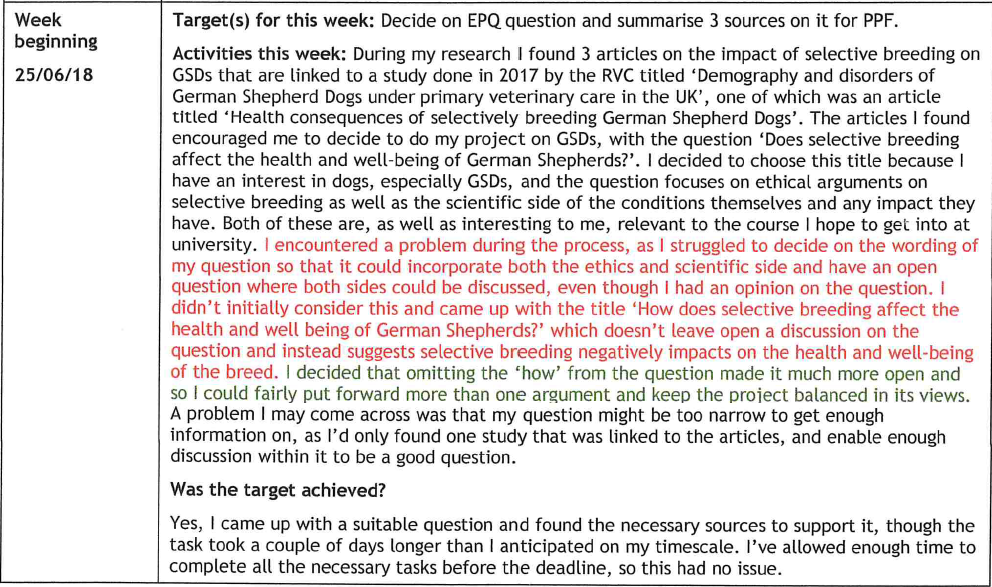 Week
beginning
25/06/18
Target(s) for this week: Decide on EPQ question and summarise 3 sources on it for PPF.
Activities this week: During my research I found 3 articles on the impact of selective breeding on
GSDs that are linked to a study done in 2017 by the RVC titled ‘Demography and disorders of
German Shepherd Dogs under primary veterinary care in the UK’, one of which was an article
titled ‘Health consequences of selectively breeding German Shepherd Dogs’. The articles I found
encouraged me to decide to do my project on GSDs, with the question ‘Does selective breeding
affect the health and well-being of German Shepherds?’. I decided to choose this title because I
have an interest in dogs, especially GSDs, and the question focuses on ethical arguments on
selective breeding as well as the scientific side of the conditions themselves and any impact they
have. Both of these are, as well as interesting to me, relevant to the course I hope to get into at
university. I encountered a problem during the process, as I struggled to decide on the wording of
my question so that it could incorporate both the ethics and scientific side and have an open
question where both sides could be discussed, even though I had an opinion on the question. I
didn’t initially consider this and came up with the title ‘How does selective breeding affect the
health and well being of German Shepherds?’ which doesn’t leave open a discussion on the
question and instead suggests selective breeding negatively impacts on the health and well-being
of the breed. I decided that omitting the ‘how’ from the question made it much more open and
so I could fairly put forward more than one argument and keep the project balanced in its views.
A problem I may come across was that my question might be too narrow to get enough
information on, as I’d only found one study that was linked to the articles, and enable enough
discussion within it to be a good question.
Was the target achieved?
Yes, I came up with a suitable question and found the necessary sources to support it, though the
task took a couple of days longer than I anticipated on my timescale. I’ve allowed enough time to
complete all the necessary tasks before the deadline, so this had no issue.